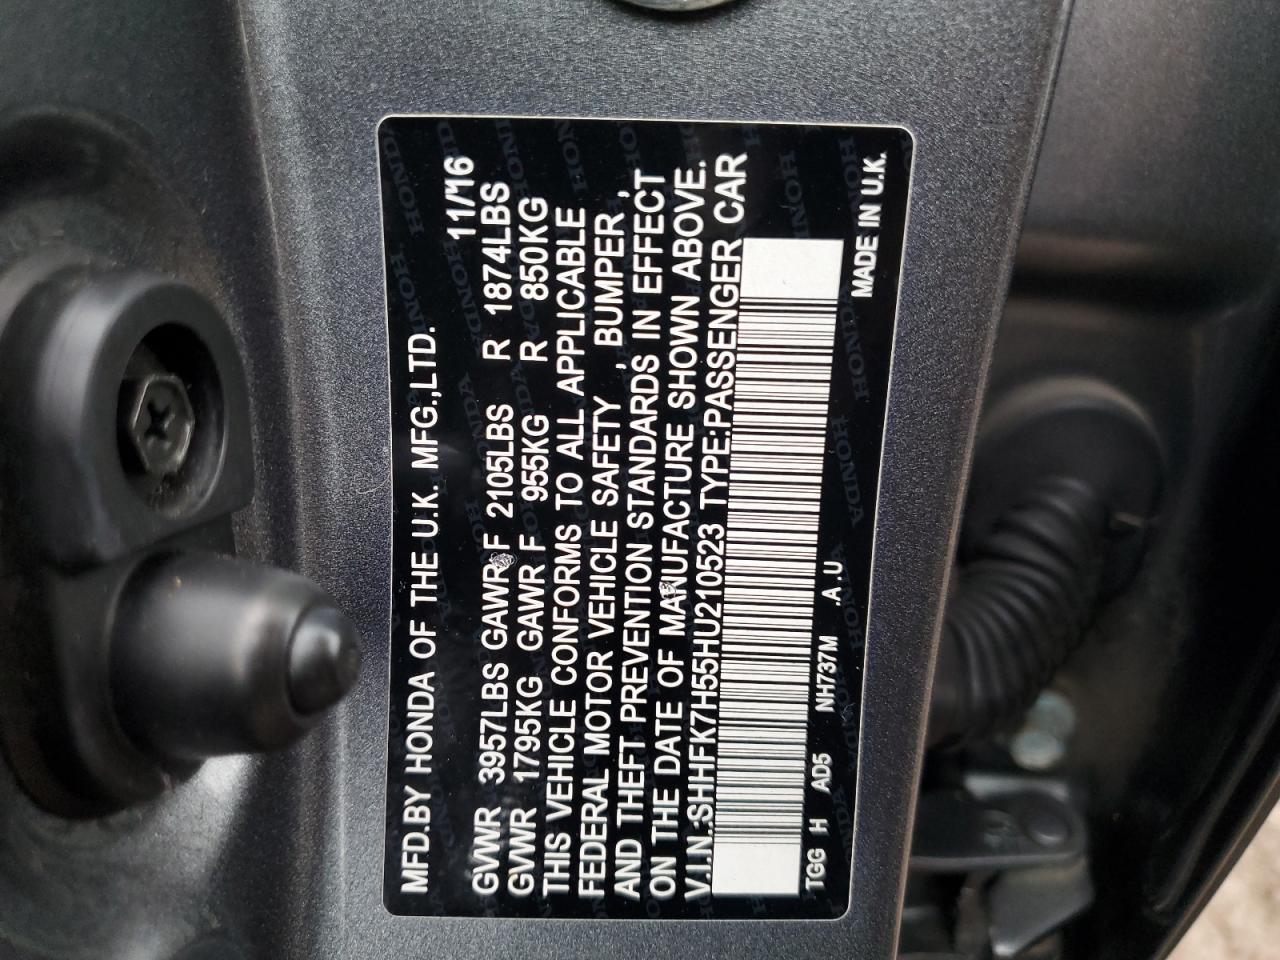 MFD.BY HONDA OF THE U.K. MFG.,LTD. 11/16
GVWR 3957LBS GAWR F 2105LBS R 1874LBS
GVWR 1795KG GAWR F 955KG R 850KG
THIS VEHICLE CONFORMS TO ALL APPLICABLE
FEDERAL MOTOR VEHICLE SAFETY , BUMPER ,
AND THEFT PREVENTION STANDARDS IN EFFECT
ON THE DATE OF MANUFACTURE SHOWN ABOVE.
V.I.N.:SHHFK7H55HU210523 TYPE:PASSENGER CAR
TGG H AD5 NH737M .A.U MADE IN U.K.